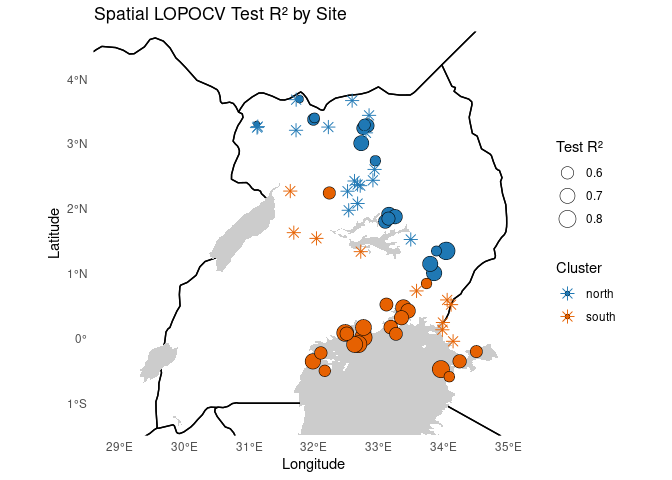 Spatial LOPOCV Test R² by Site
4°N
3°N
2°N
1°N
0°
1°S
Latitude
29°E 30°E 31°E 32°E 33°E 34°E 35°E
Longitude
Test R²
0.6
0.7
0.8
Cluster
north
south